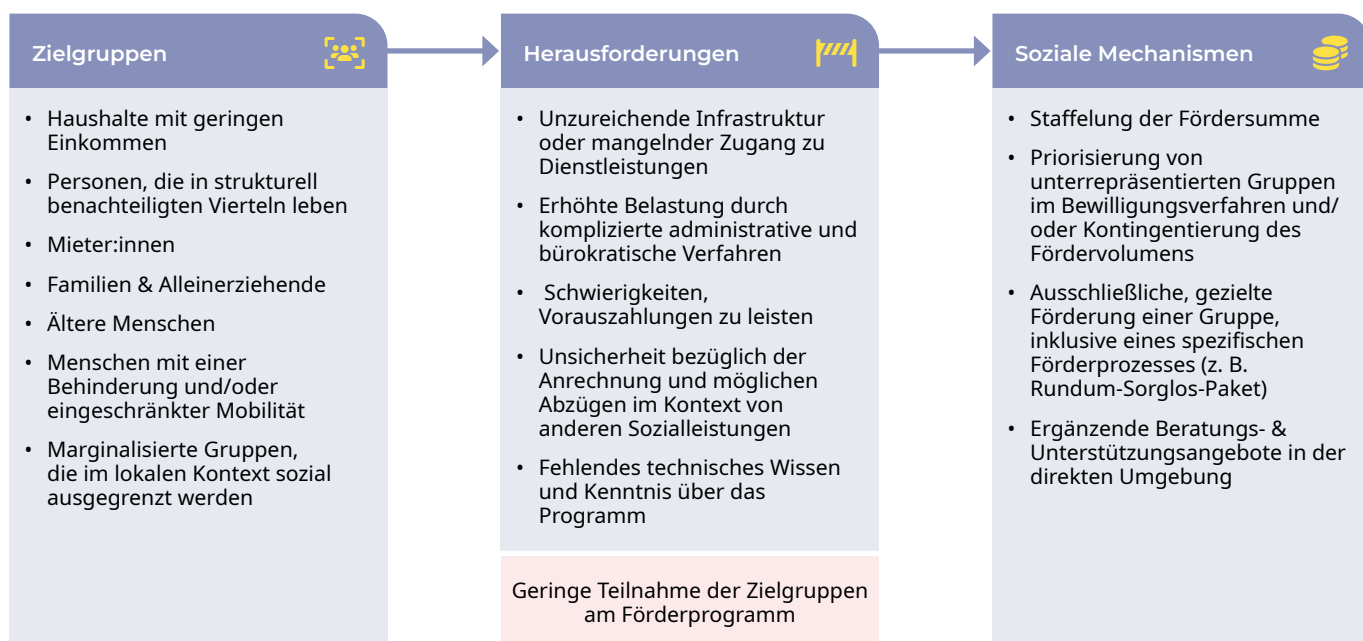 Zielgruppen
• Haushalte mit geringen
Einkommen
• Personen, die in strukturell
benachteiligten Vierteln leben
• Mieter:innen
• Familien & Alleinerziehende
• Ältere Menschen
• Menschen mit einer
Behinderung und/oder
eingeschränkter Mobilität
• Marginalisierte Gruppen,
die im lokalen Kontext sozial
ausgegrenzt werden
Herausforderungen
• Unzureichende Infrastruktur
oder mangelnder Zugang zu
Dienstleistungen
• Erhöhte Belastung durch
komplizierte administrative und
bürokratische Verfahren
• Schwierigkeiten,
Vorauszahlungen zu leisten
• Unsicherheit bezüglich der
Anrechnung und möglichen
Abzügen im Kontext von
anderen Sozialleistungen
• Fehlendes technisches Wissen
und Kenntnis über das
Programm
Geringe Teilnahme der Zielgruppen
am Förderprogramm
Soziale Mechanismen
• Staffelung der Fördersumme
• Priorisierung von
unterrepräsentierten Gruppen
im Bewilligungsverfahren und/
oder Kontingentierung des
Fördervolumens
• Ausschließliche, gezielte
Förderung einer Gruppe,
inklusive eines spezifischen
Förderprozesses (z. B.
Rundum-Sorglos-Paket)
• Ergänzende Beratungs- &
Unterstützungsangebote in der
direkten Umgebung